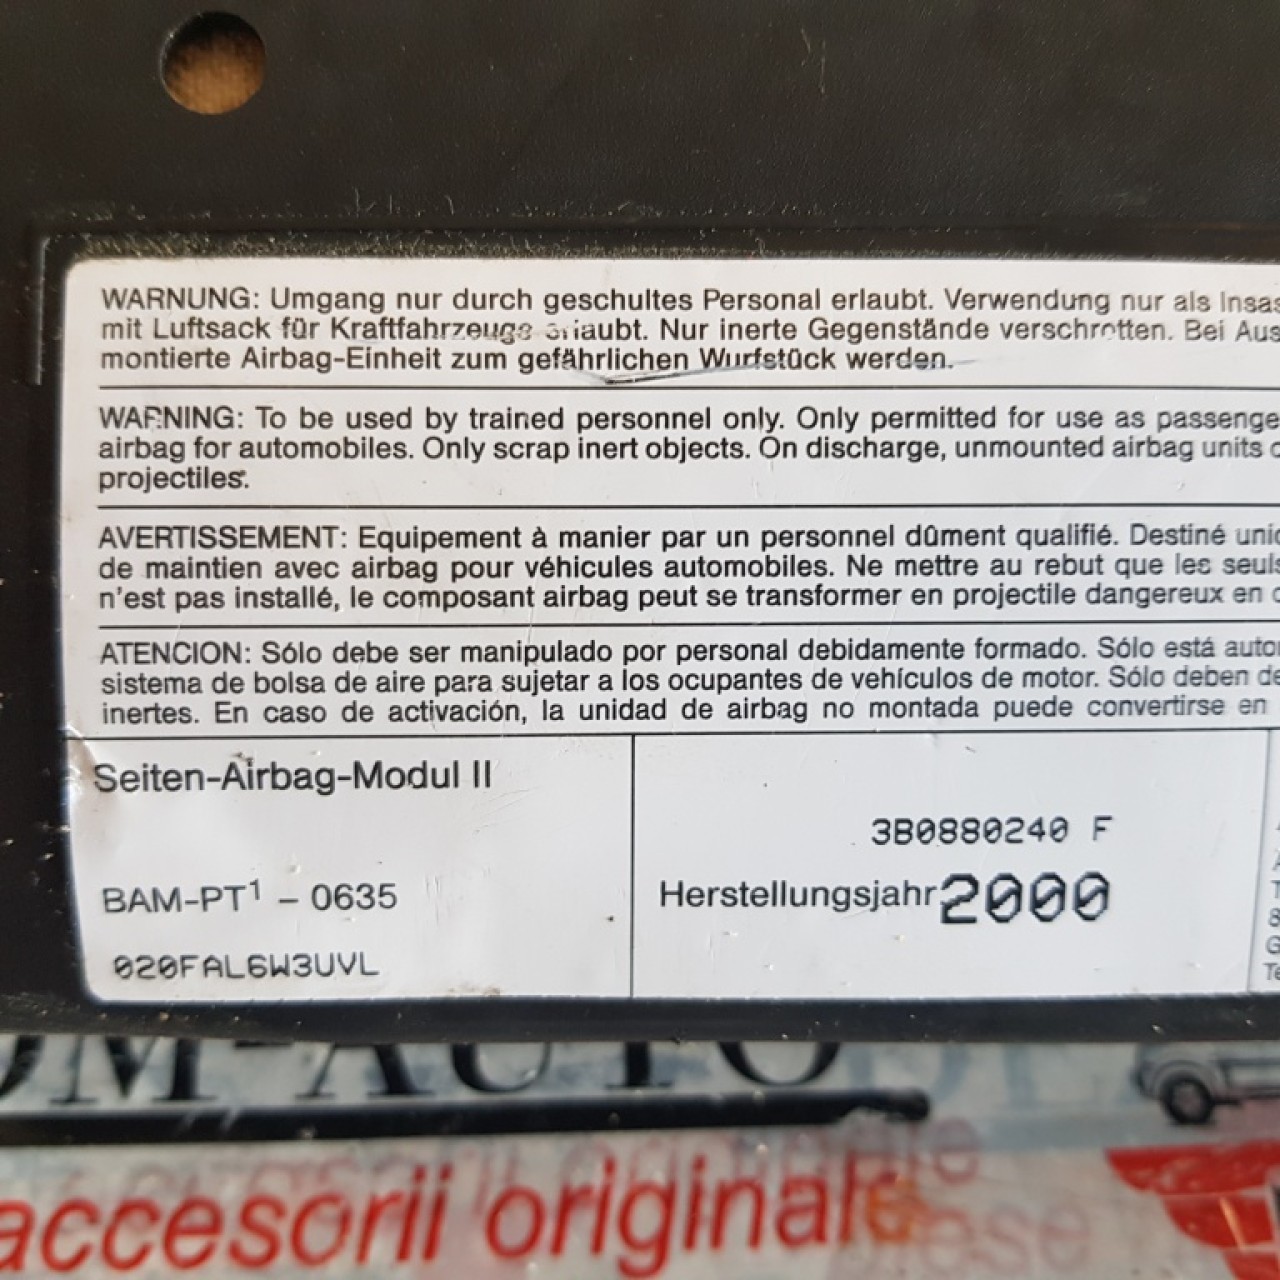 WARNUNG: Umgang nur durch geschultes Personal erlaubt. Verwendung nur als
mit Luftsack für Kraftfahrzeuge erlaubt. Nur inerte Gegenstände verschrotten. Bei
montierte Airbag-Einheit zum gefährlichen Wurfstück werden.
WARNING: To be used by trained personnel only. Only permitted for use as
airbag for automobiles. Only scrap inert objects. On discharge, unmounted airbag units
projectiles.
AVERTISSEMENT: Equipement à manier par un personnel dûment qualifié. Destiné
de maintien avec airbag pour véhicules automobiles. Ne mettre au rebut que les
n'est pas installé, le composant airbag peut se transformer en projectile dangereux en
ATENCION: Sólo debe ser manipulado por personal debidamente formado. Sólo está
sistema de bolsa de aire para sujetar a los ocupantes de vehículos de motor. Sólo deben
inertes. En caso de activación, la unidad de airbag no montada puede convertirse en
Seiten-Airbag-Modul II
3B0880240 F
BAM-PT1 – 0635
Herstellungsjahr 2000
020FAL6W3UVL
accesorii originale